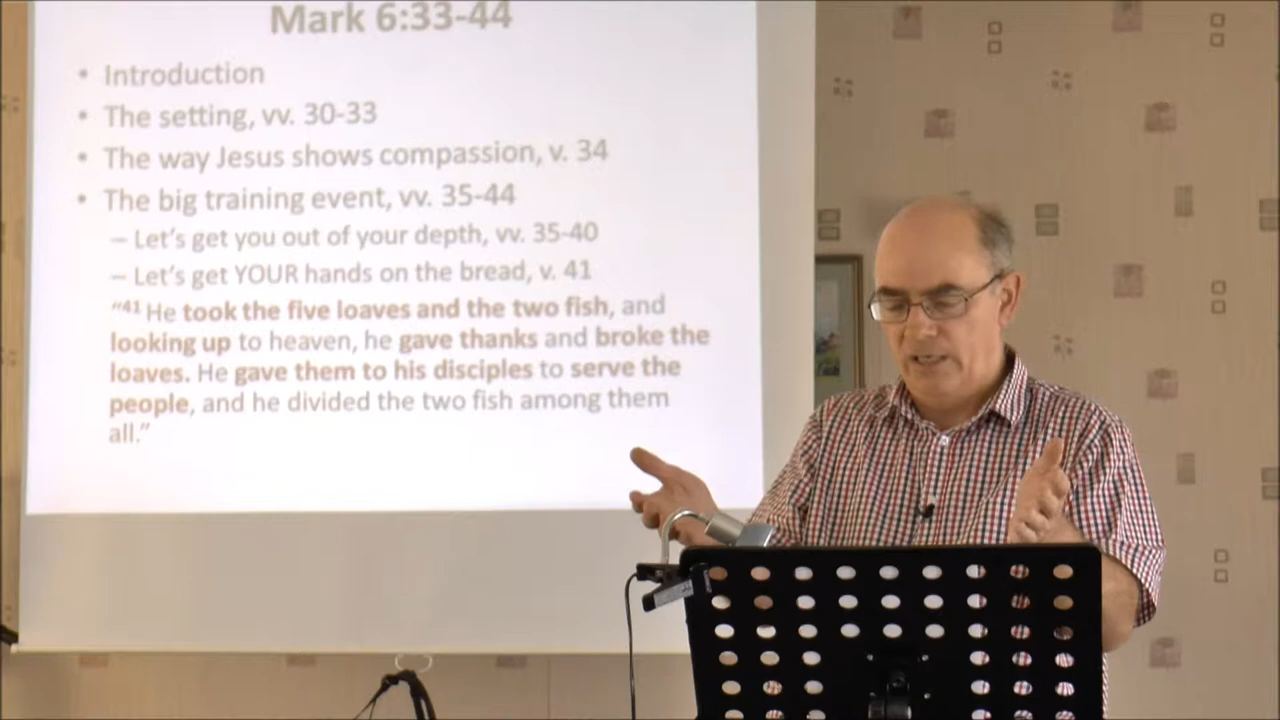 Mark 6:33-44
• Introduction
• The setting, vv. 30-33
• The way Jesus shows compassion, v. 34
• The big training event, vv. 35-44
– Let's get you out of your depth, vv. 35-40
– Let's get YOUR hands on the bread, v. 41
"⁴¹ He took the five loaves and the two fish, and
looking up to heaven, he gave thanks and broke the
loaves. He gave them to his disciples to serve the
people, and he divided the two fish among them
all."